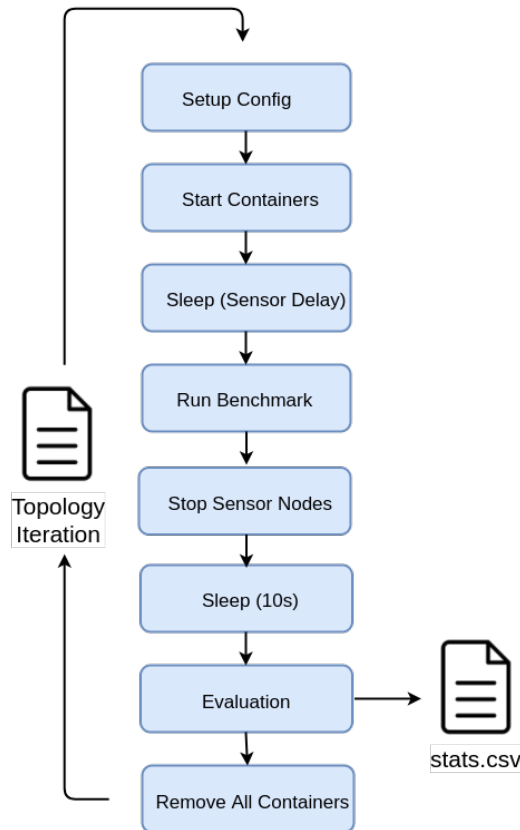 Setup Config
Start Containers
Sleep (Sensor Delay)
Run Benchmark
Topology
Iteration
Stop Sensor Nodes
Sleep (10s)
Evaluation
stats.csv
Remove All Containers